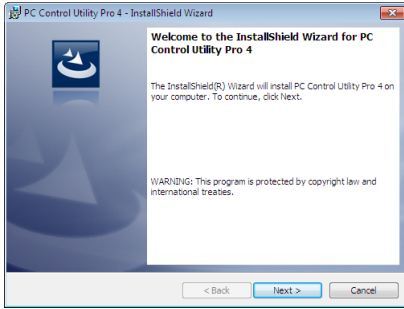 PC Control Utility Pro 4 - InstallShield Wizard
Welcome to the InstallShield Wizard for PC
Control Utility Pro 4
The InstallShield(R) Wizard will install PC Control Utility Pro 4 on
your computer. To continue, click Next.
WARNING: This program is protected by copyright law and
international treaties.
< Back Next > Cancel